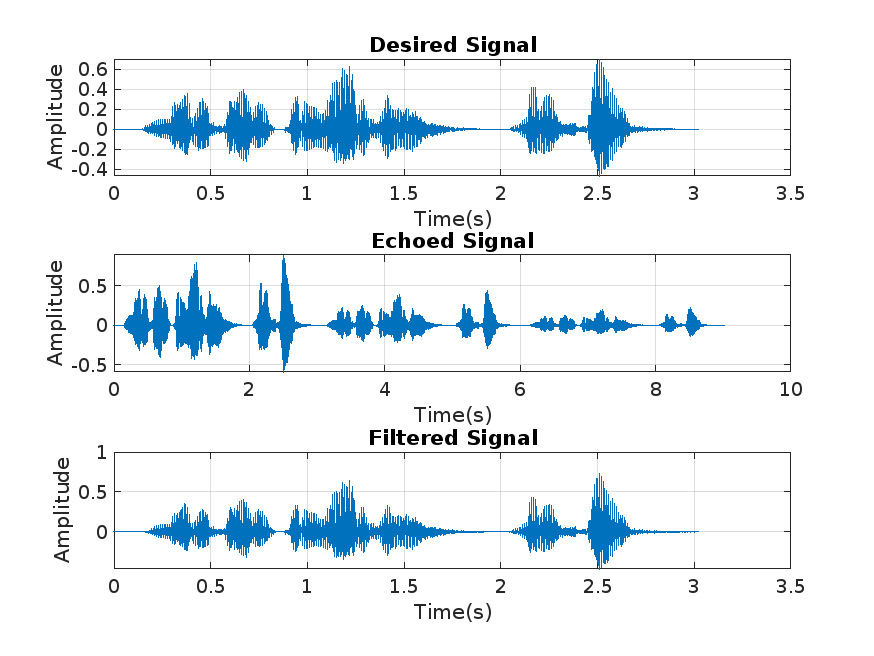 Desired Signal
Amplitude
0.6
0.4
0.2
0
-0.2
-0.4
0 0.5 1 1.5 2 2.5 3 3.5
Time(s)
Echoed Signal
Amplitude
0.5
0
-0.5
0 2 4 6 8 10
Time(s)
Filtered Signal
Amplitude
1
0.5
0
0 0.5 1 1.5 2 2.5 3 3.5
Time(s)